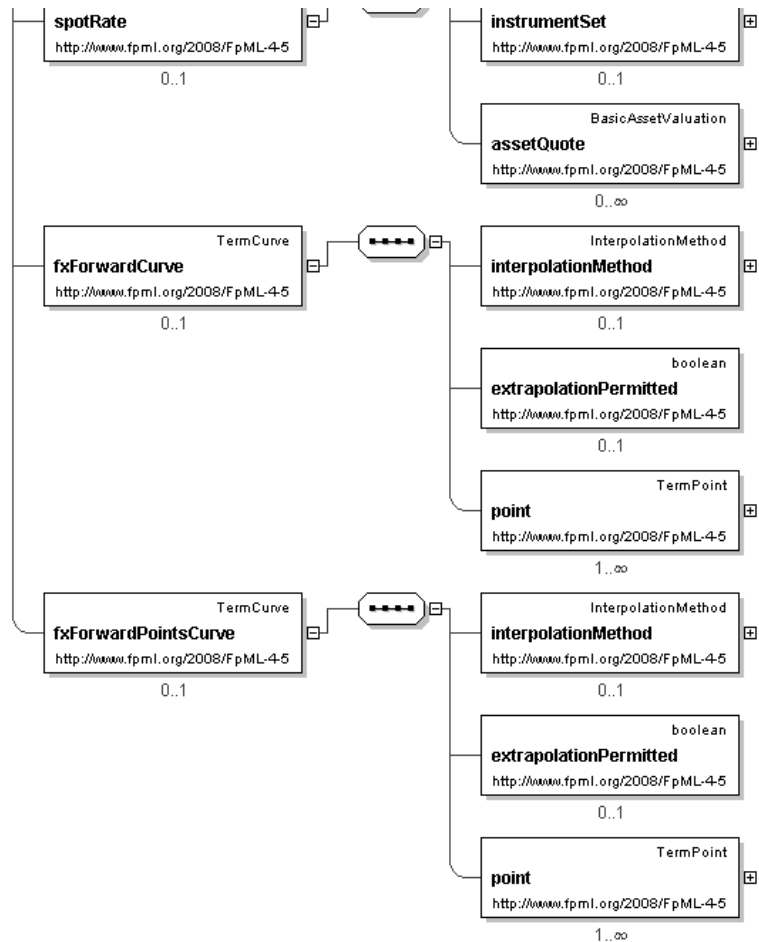 spotRate
http://www.fpml.org/2008/FpML-4-5
0..1
instrumentSet
http://www.fpml.org/2008/FpML-4-5
0..1
BasicAssetValuation
assetQuote
http://www.fpml.org/2008/FpML-4-5
0..∞
TermCurve
fxForwardCurve
http://www.fpml.org/2008/FpML-4-5
0..1
InterpolationMethod
interpolationMethod
http://www.fpml.org/2008/FpML-4-5
0..1
boolean
extrapolationPermitted
http://www.fpml.org/2008/FpML-4-5
0..1
TermPoint
point
http://www.fpml.org/2008/FpML-4-5
1..∞
TermCurve
fxForwardPointsCurve
http://www.fpml.org/2008/FpML-4-5
0..1
InterpolationMethod
interpolationMethod
http://www.fpml.org/2008/FpML-4-5
0..1
boolean
extrapolationPermitted
http://www.fpml.org/2008/FpML-4-5
0..1
TermPoint
point
http://www.fpml.org/2008/FpML-4-5
1..∞